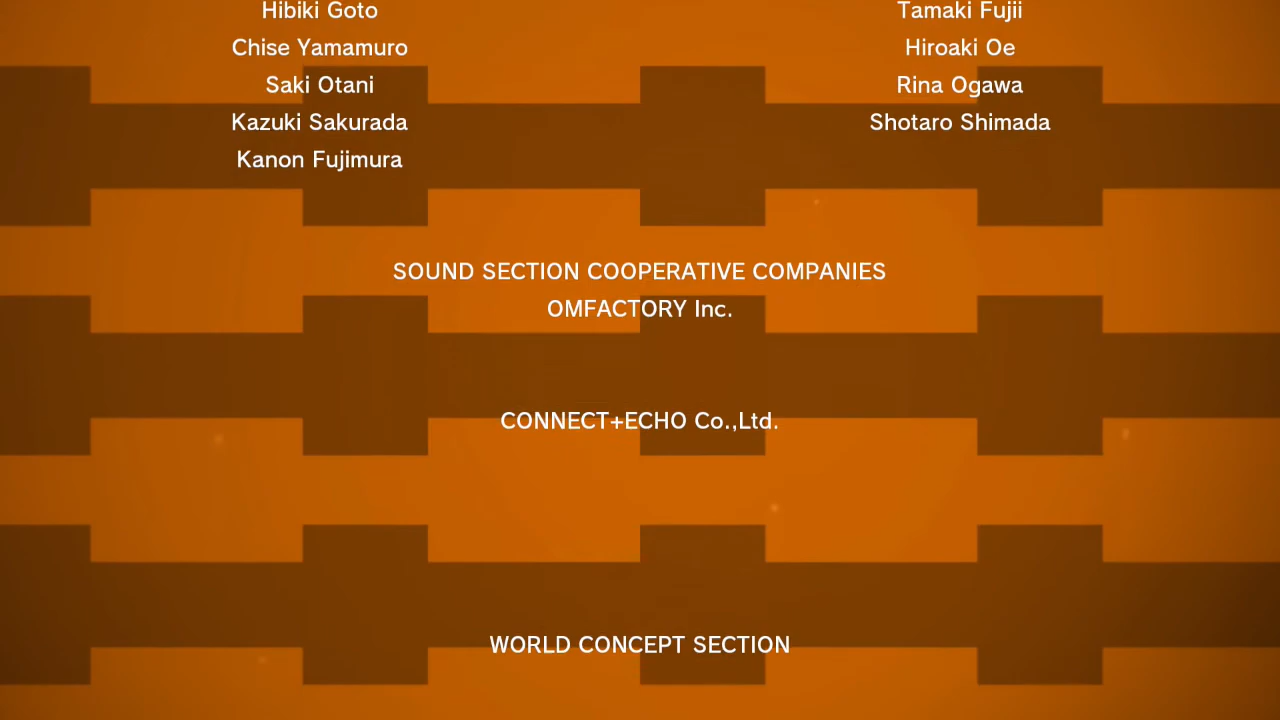 Hibiki Goto
Tamaki Fujii
Chise Yamamuro
Hiroaki Oe
Saki Otani
Rina Ogawa
Kazuki Sakurada
Shotaro Shimada
Kanon Fujimura
SOUND SECTION COOPERATIVE COMPANIES
OMFACTORY Inc.
CONNECT+ECHO Co.,Ltd.
WORLD CONCEPT SECTION